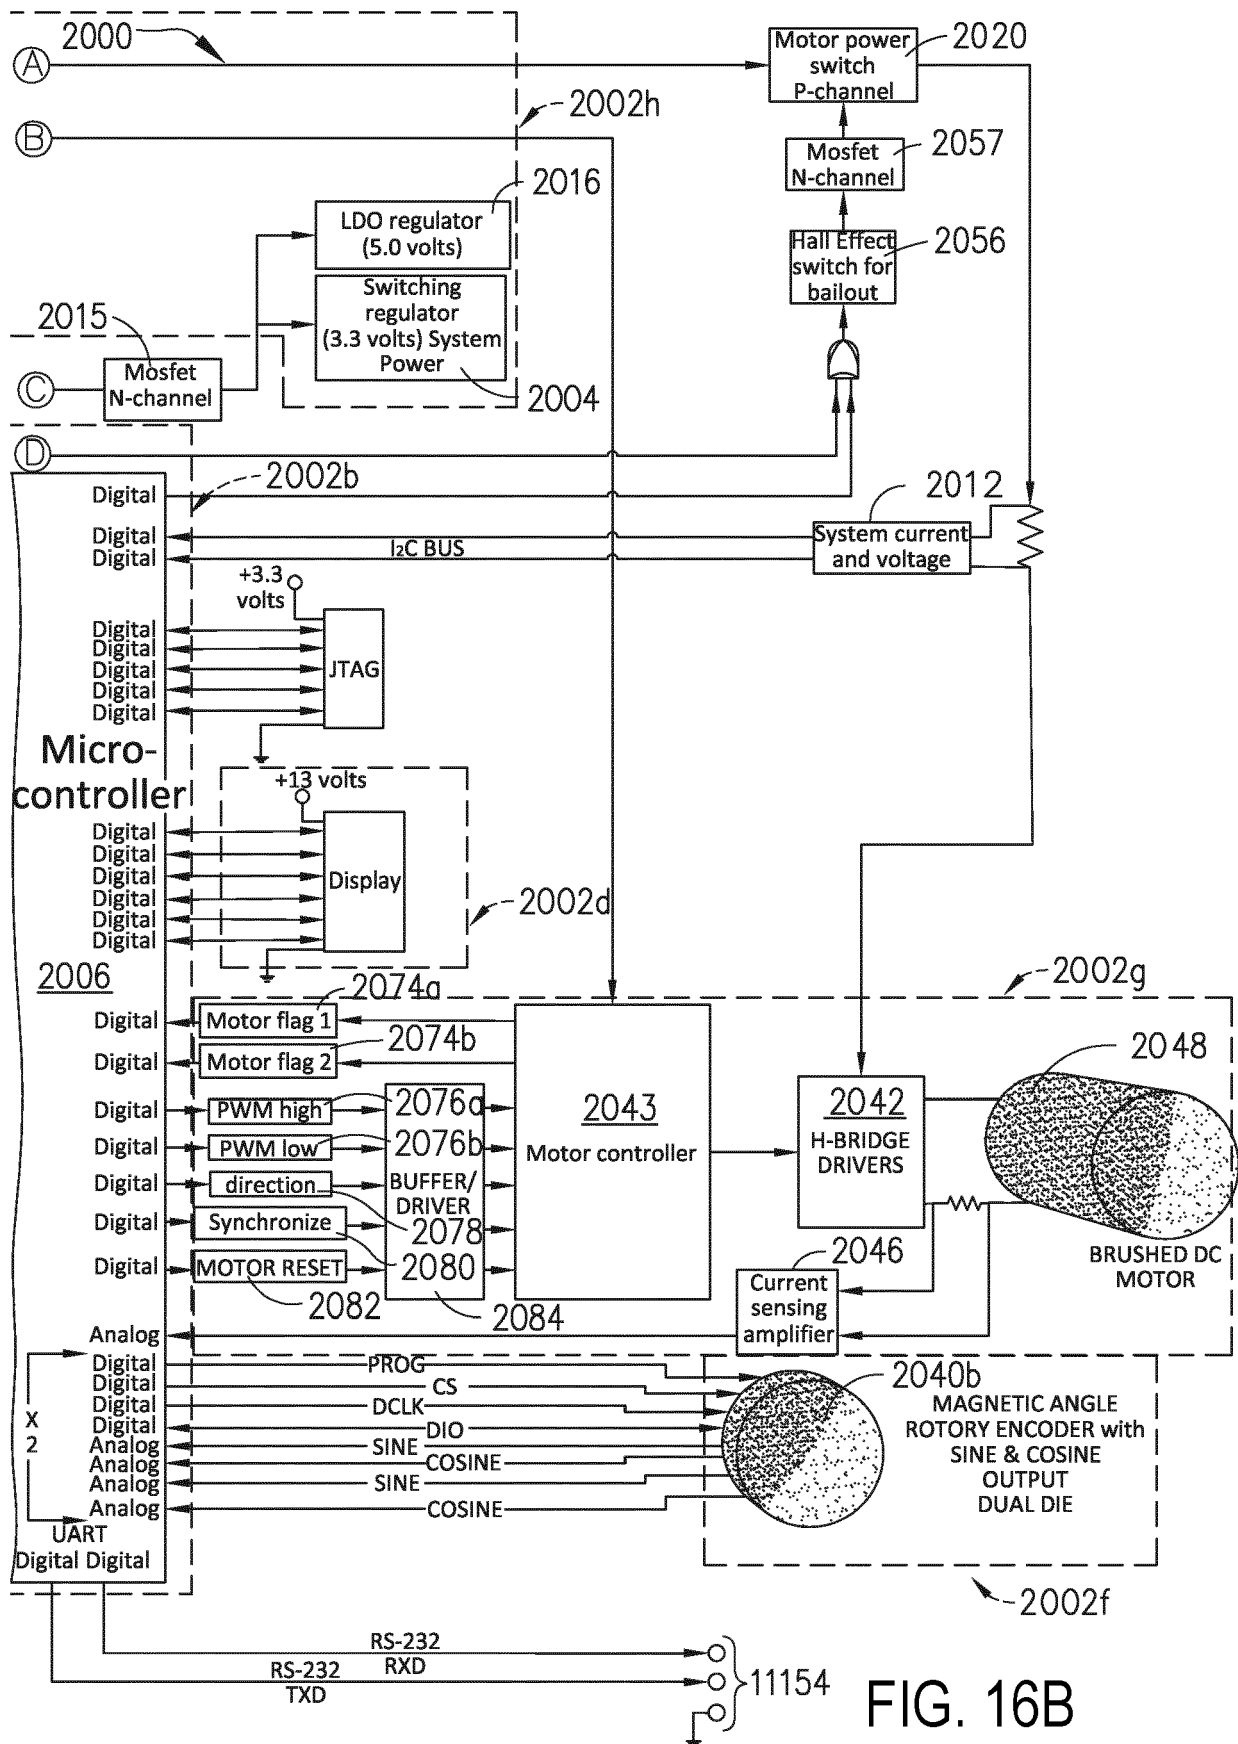 2000
A
Motor power
switch
P-channel
2020
2002h
B
Mosfet
N-channel
2057
2016
LDO regulator
(5.0 volts)
Hall Effect
switch for
bailout
2056
Switching
regulator
(3.3 volts) System
Power
2015
Mosfet
N-channel
C
2004
D
2002b
Digital
2012
Digital
Digital
I2C BUS
System current
and voltage
+3.3
volts
Digital
Digital
Digital
Digital
Digital
JTAG
Micro-
controller
+13 volts
Digital
Digital
Digital
Digital
Digital
Digital
Display
2002d
2006
2074a
2002g
Digital
Motor flag 1
2074b
Digital
Motor flag 2
2048
Digital
PWM high
2076a
2043
Motor controller
2042
H-BRIDGE
DRIVERS
Digital
PWM low
2076b
Digital
direction
BUFFER/
DRIVER
2078
Digital
Synchronize
2080
2046
BRUSHED DC
MOTOR
Digital
MOTOR RESET
2082
2084
Current
sensing
amplifier
Analog
Digital
PROG
Digital
CS
Digital
DCLK
Digital
DIO
Analog
SINE
Analog
COSINE
Analog
SINE
Analog
COSINE
X
2
2040b
MAGNETIC ANGLE
ROTORY ENCODER with
SINE & COSINE
OUTPUT
DUAL DIE
UART
Digital Digital
2002f
RS-232
RXD
RS-232
TXD
11154
FIG. 16B